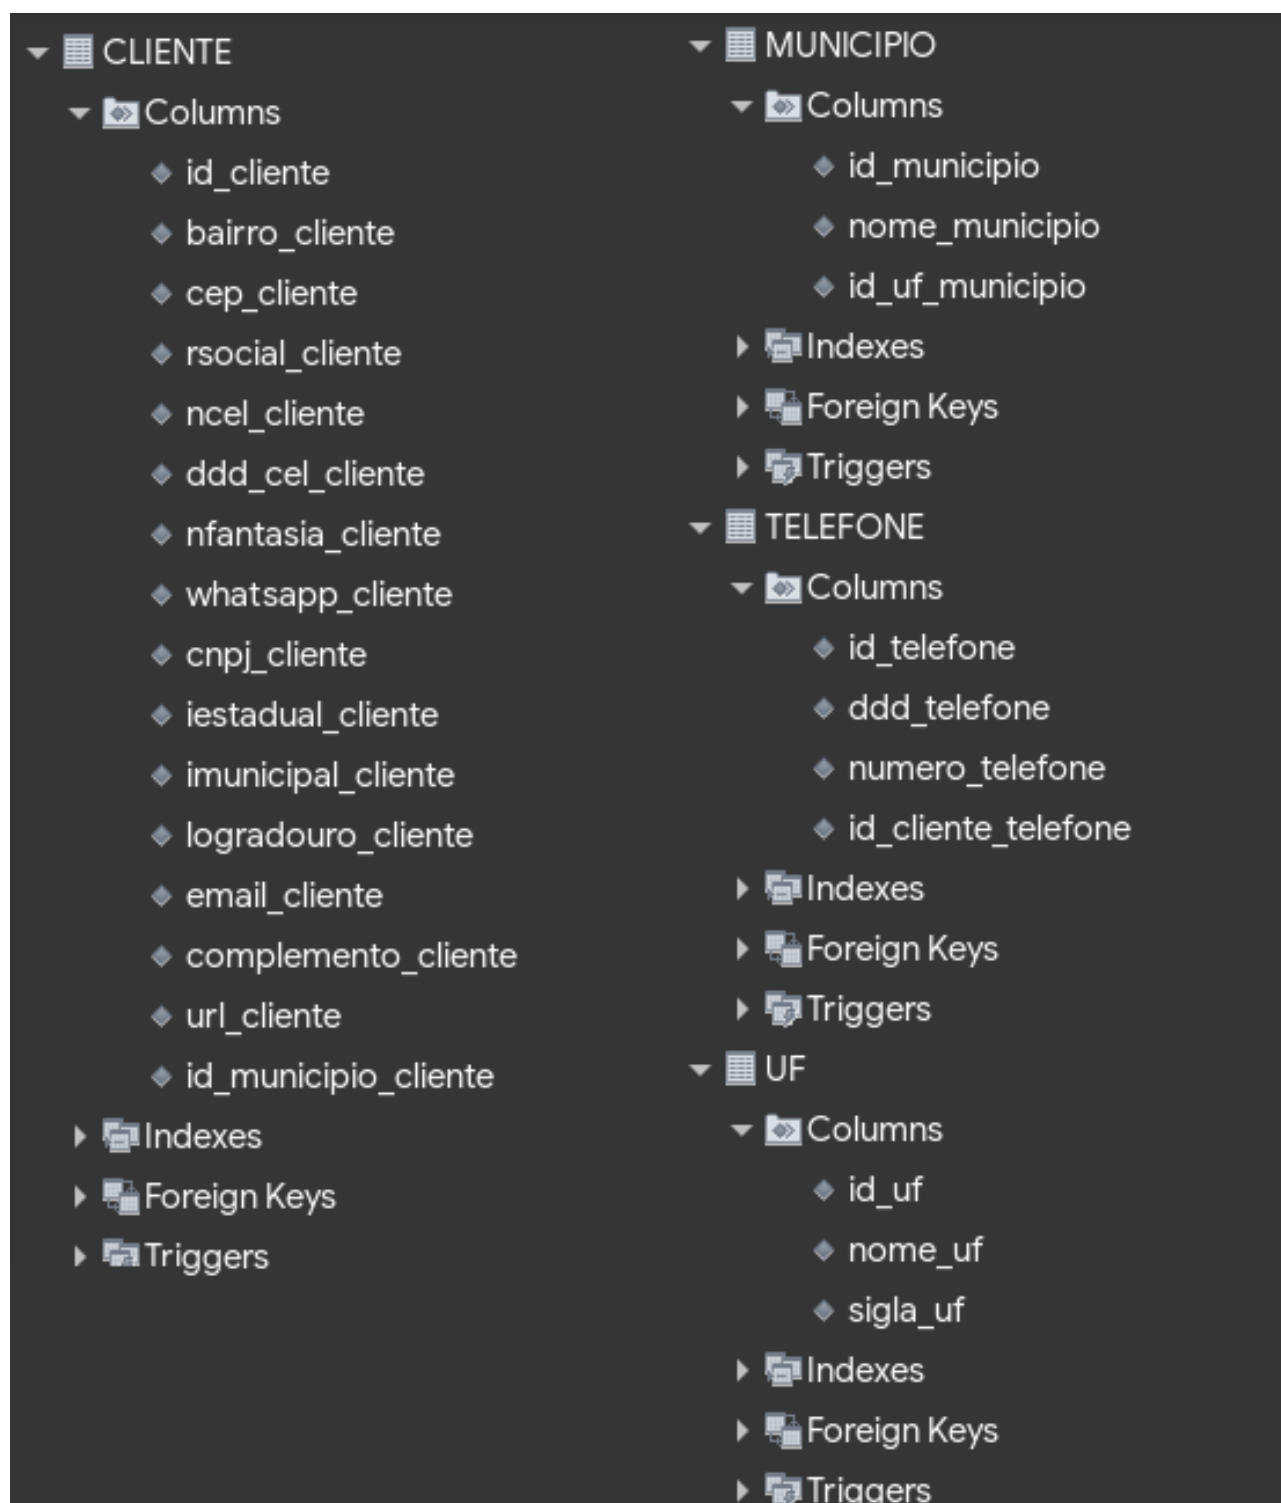 CLIENTE
Columns
id_cliente
bairro_cliente
cep_cliente
rsocial_cliente
ncel_cliente
ddd_cel_cliente
nfantasia_cliente
whatsapp_cliente
cnpj_cliente
iestadual_cliente
imunicipal_cliente
logradouro_cliente
email_cliente
complemento_cliente
url_cliente
id_municipio_cliente
Indexes
Foreign Keys
Triggers
MUNICIPIO
Columns
id_municipio
nome_municipio
id_uf_municipio
Indexes
Foreign Keys
Triggers
TELEFONE
Columns
id_telefone
ddd_telefone
numero_telefone
id_cliente_telefone
Indexes
Foreign Keys
Triggers
UF
Columns
id_uf
nome_uf
sigla_uf
Indexes
Foreign Keys
Triggers